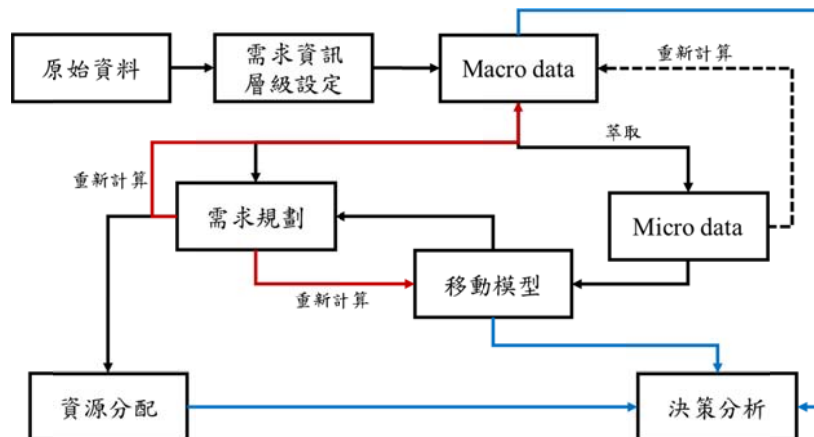 原始資料
需求資訊
層級設定
Macro data
重新計算
萃取
重新計算
需求規劃
Micro data
重新計算
移動模型
資源分配
決策分析